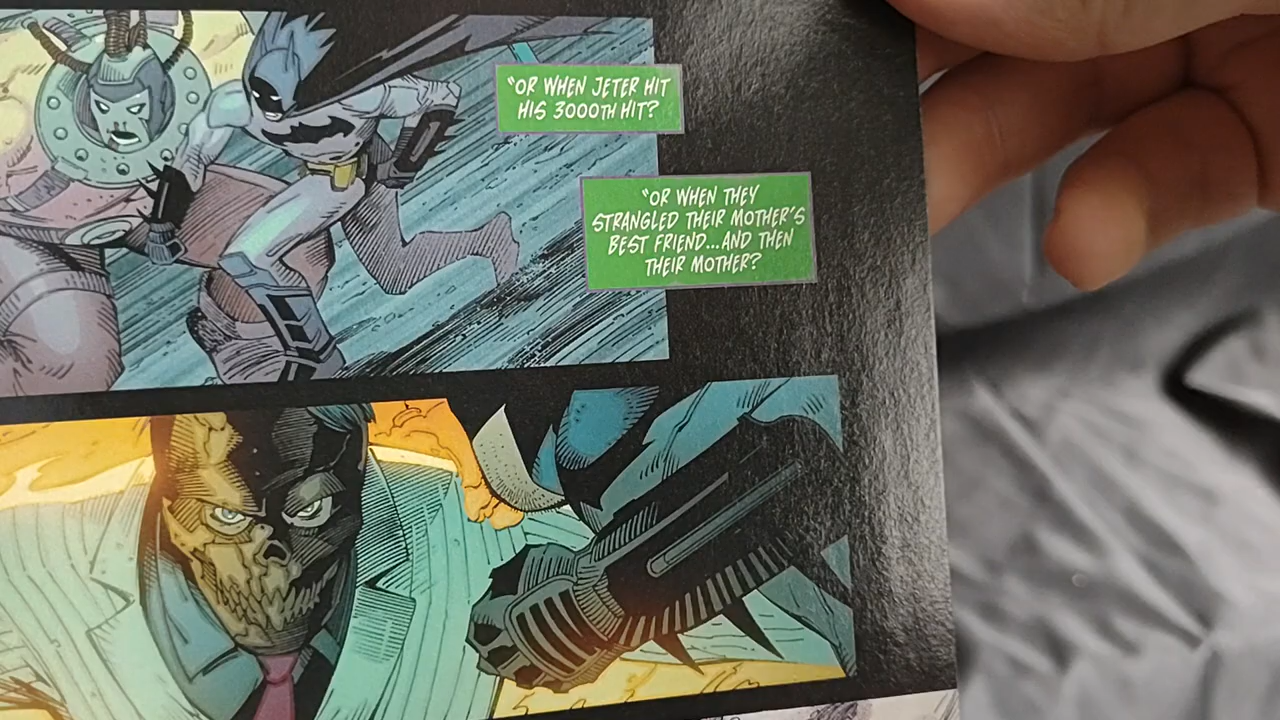 "OR WHEN JETER HIT
HIS 3000TH HIT?
"OR WHEN THEY
STRANGLED THEIR MOTHER'S
BEST FRIEND...AND THEN
THEIR MOTHER?